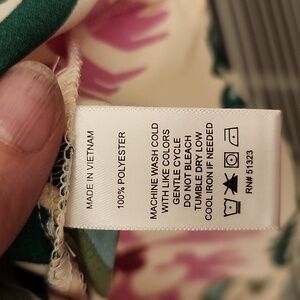 MADE IN VIETNAM
100% POLYESTER
MACHINE WASH COLD
WITH LIKE COLORS
GENTLE CYCLE
DO NOT BLEACH
TUMBLE DRY LOW
COOL IRON IF NEEDED
RN# 51323